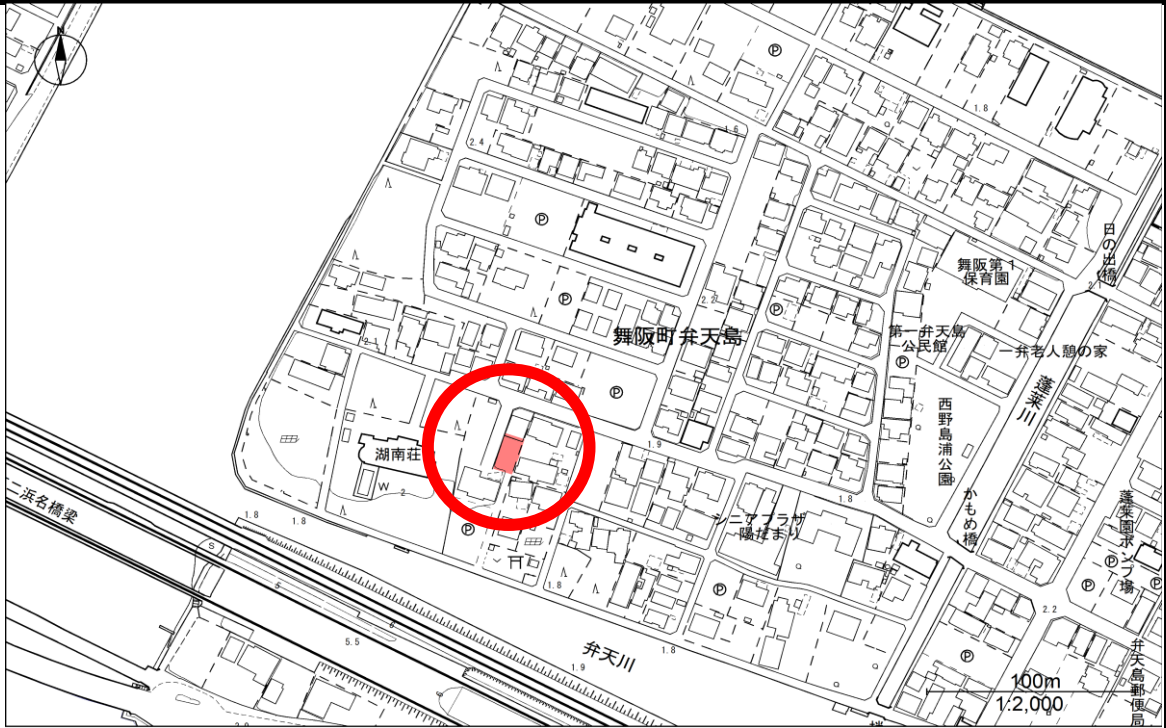 N
1.8
1.6
2.4
日の出橋
舞阪第１
保育園
2.1
2.2
舞阪町弁天島
第一弁天島
公民館
一弁老人憩の家
蓬莱川
2.1
西野島浦公園
湖南荘
W
2
1.9
1.8
かもめ橋
シニアプラザ
陽だまり
蓬莱園ポンプ場
浜名橋梁
1.8
1.8
S
5
6
5.5
1.8
2.2
弁天川
1.8
1.9
弁天島郵便局
100m
1:2,000
P
P
P
P
P
P
P
P
P
P
P